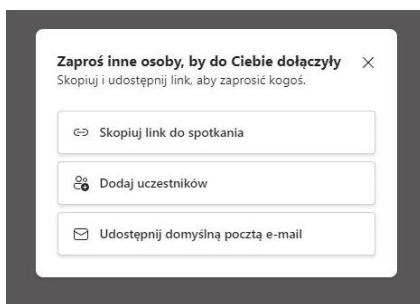 Zaproś inne osoby, by do Ciebie dołączyły
Skopiuj i udostępnij link, aby zaprosić kogoś.
Skopiuj link do spotkania
Dodaj uczestników
Udostępnij domyślną pocztą e-mail